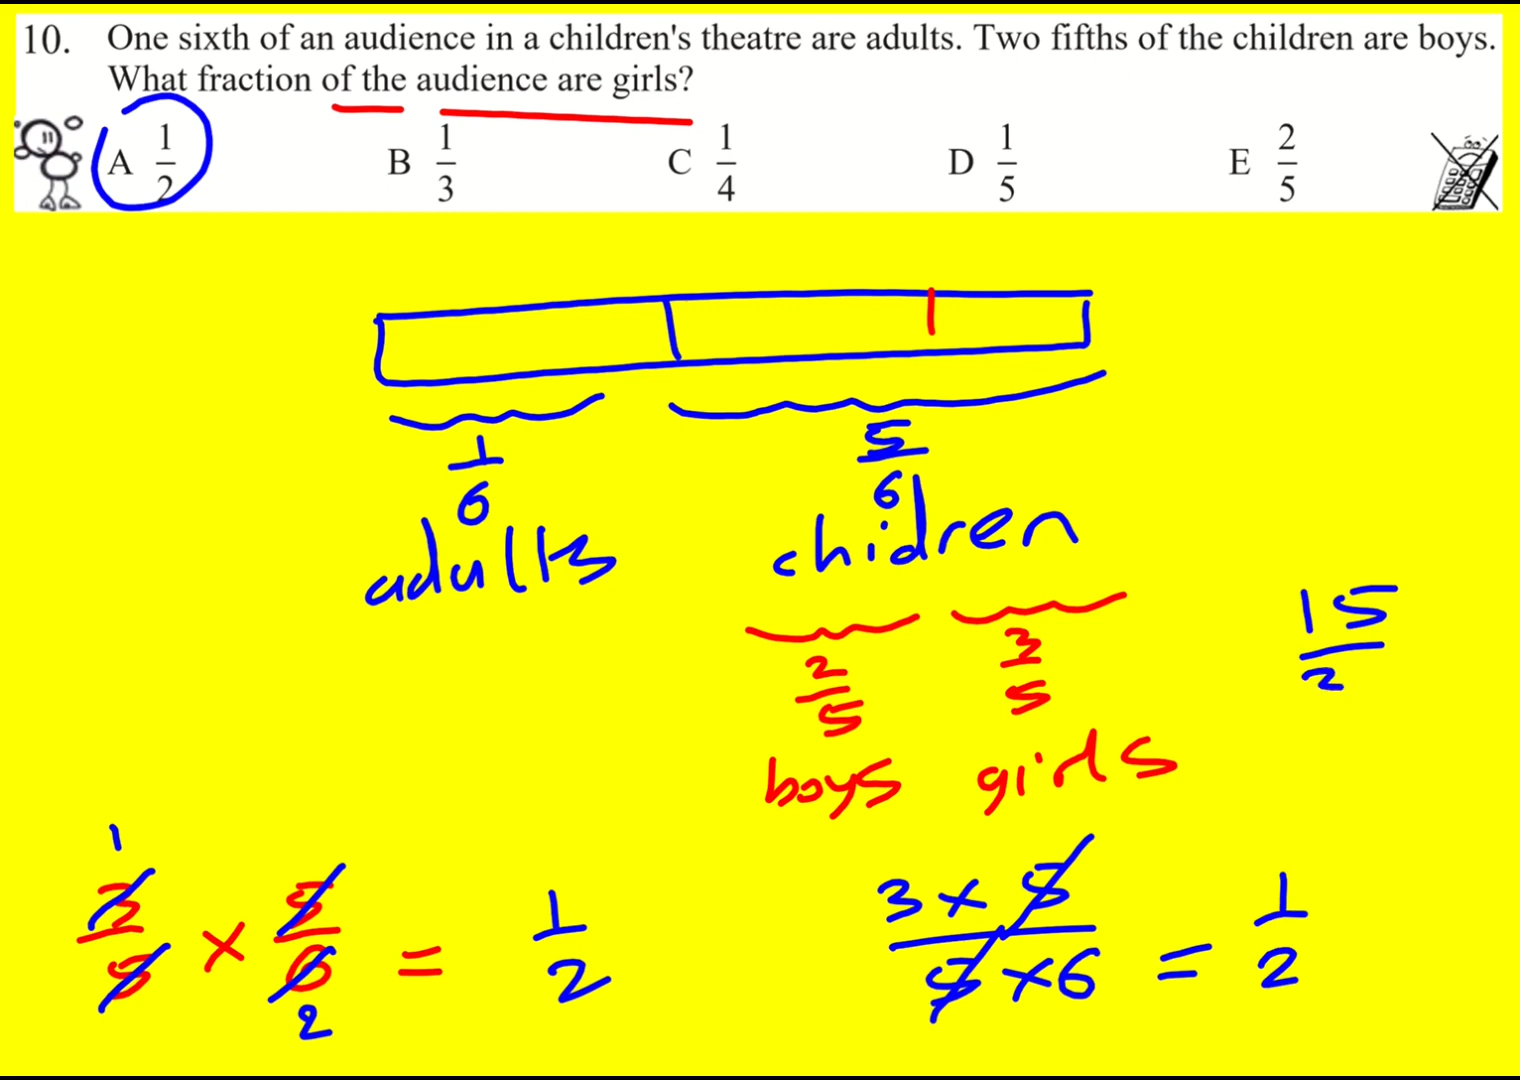 10. One sixth of an audience in a children's theatre are adults. Two fifths of the children are boys.
What fraction of the audience are girls?
A 1/2 B 1/3 C 1/4 D 1/5 E 2/5
1/6 5/6
adults chidren
2/5 3/5
boys girls
15/2
1
3/5 × 5/6 = 1/2
2
3 × 5 / 5 × 6 = 1/2